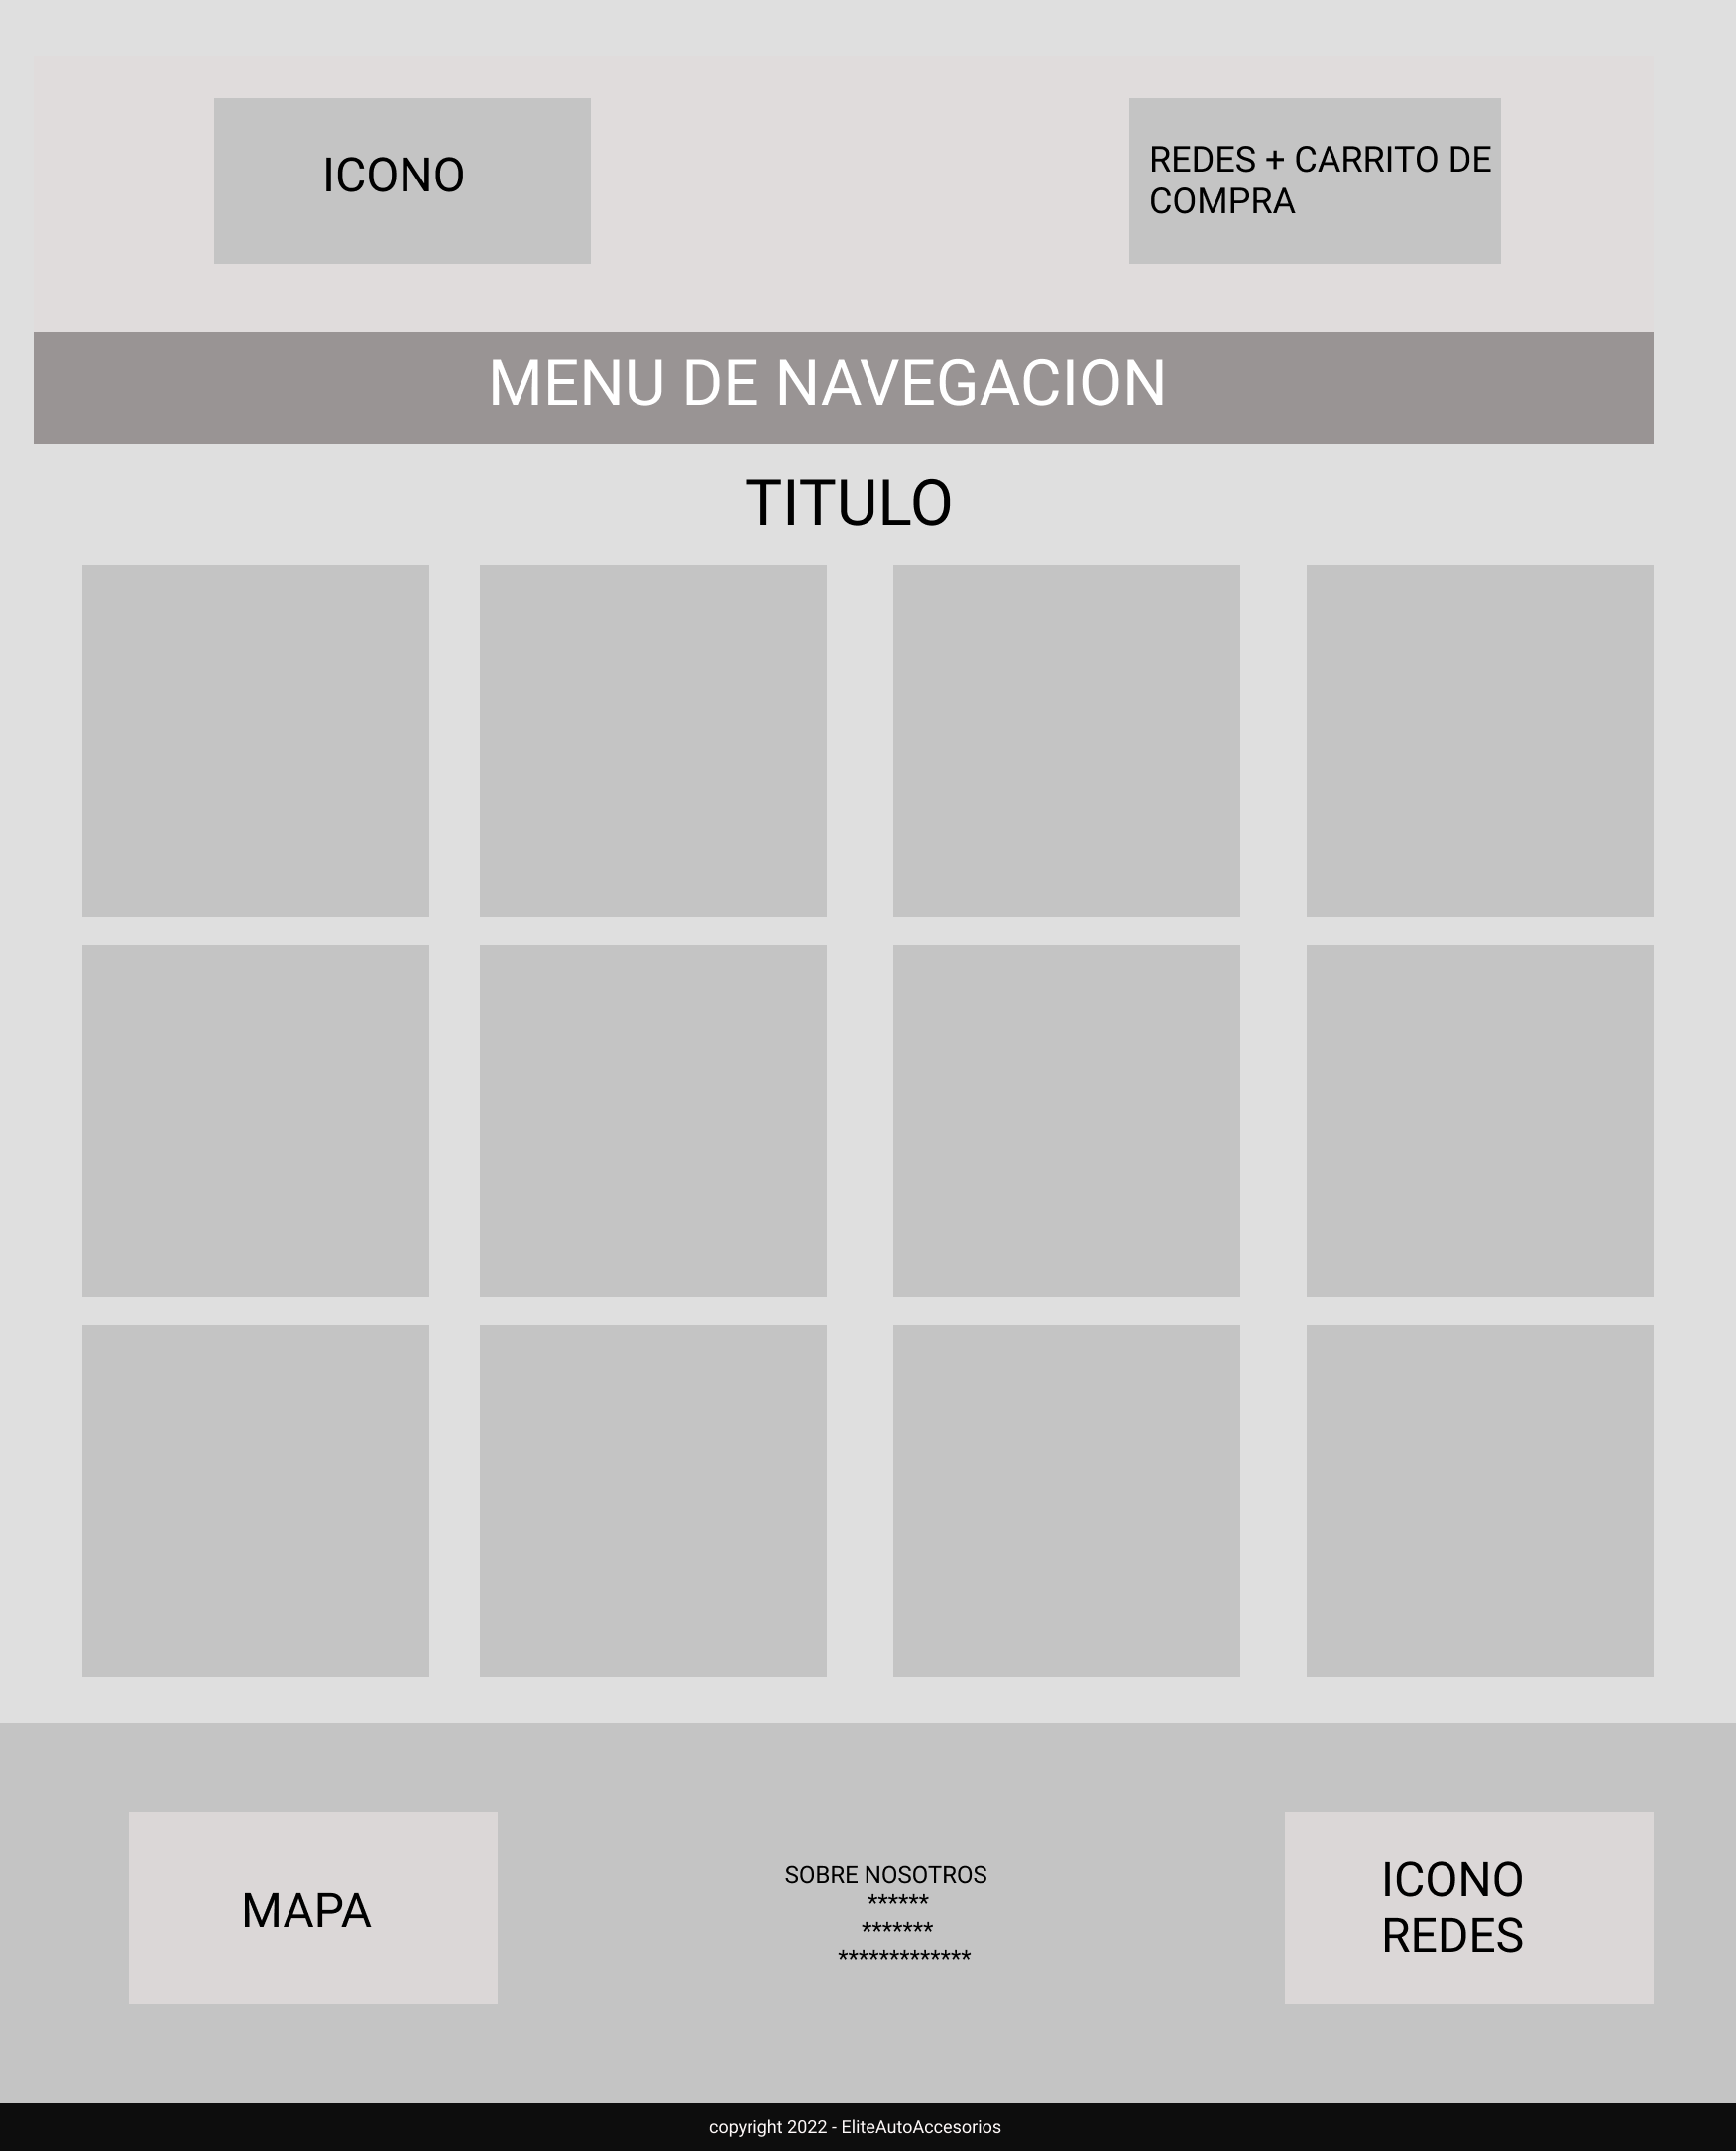 ICONO
REDES + CARRITO DE
COMPRA
MENU DE NAVEGACION
TITULO
MAPA
SOBRE NOSOTROS
******
*******
*************
ICONO
REDES
copyright 2022 - EliteAutoAccesorios